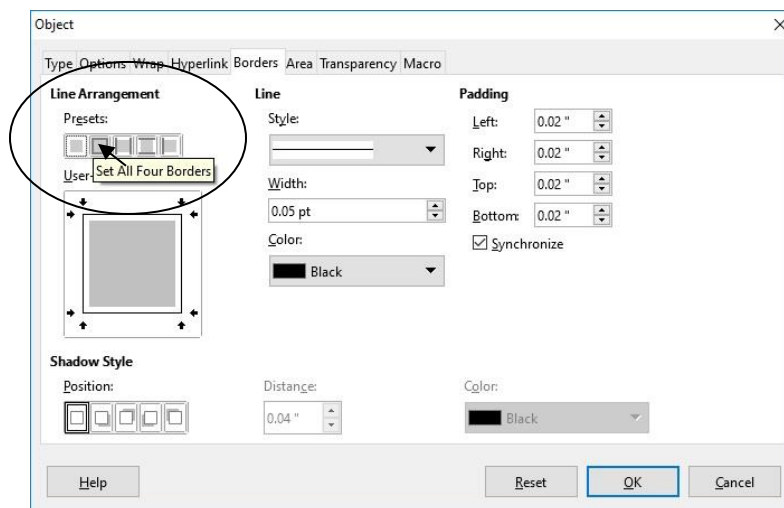 Object
Type Options Wrap Hyperlink Borders Area Transparency Macro
Line Arrangement
Presets:
Set All Four Borders
User-
Line
Style:
Width:
0.05 pt
Color:
Black
Padding
Left: 0.02 "
Right: 0.02 "
Top: 0.02 "
Bottom: 0.02 "
Synchronize
Shadow Style
Position:
Distance:
0.04 "
Color:
Black
Help
Reset
OK
Cancel